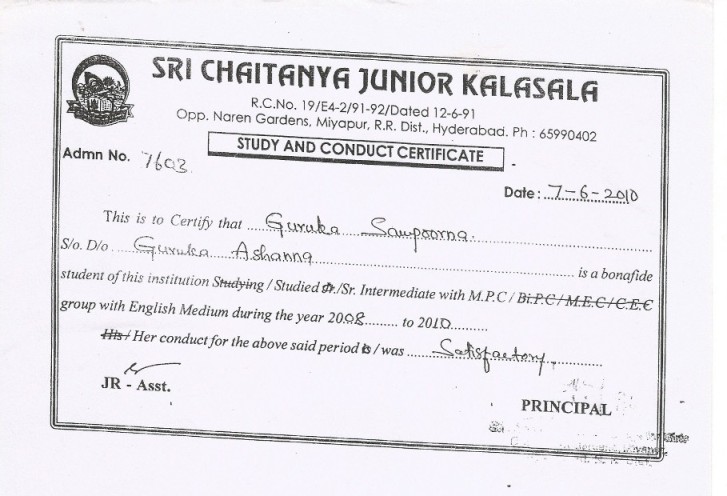 SRI CHAITANYA JUNIOR KALASALA
R.C.No. 19/E4-2/91-92/Dated 12-6-91
Opp. Naren Gardens, Miyapur, R.R. Dist., Hyderabad. Ph : 65990402
STUDY AND CONDUCT CERTIFICATE
Admn No. 7603
Date : 7-6-2010
This is to Certify that Guruka Sampoorna
S/o. D/o Guruka Ashanna is a bonafide
student of this institution Studying / Studied Jr./Sr. Intermediate with M.P.C / Bi.P.C / M.E.C / C.E.C
group with English Medium during the year 2008 to 2010
His / Her conduct for the above said period is / was Satisfactory,
JR - Asst.
PRINCIPAL